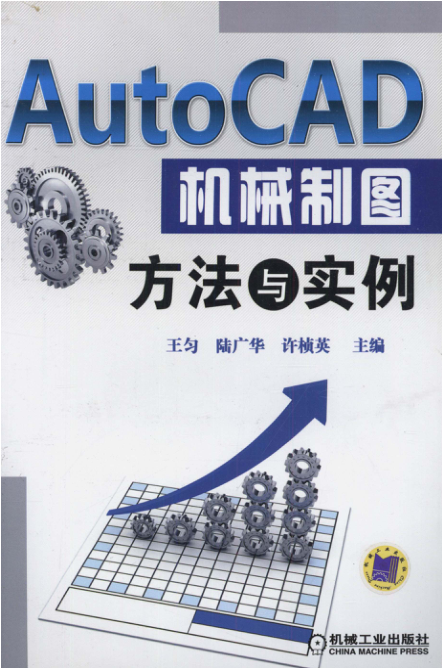 AutoCAD
机械制图
方法与实例
王匀 陆广华 许桢英 主编
机械工业出版社
CHINA MACHINE PRESS